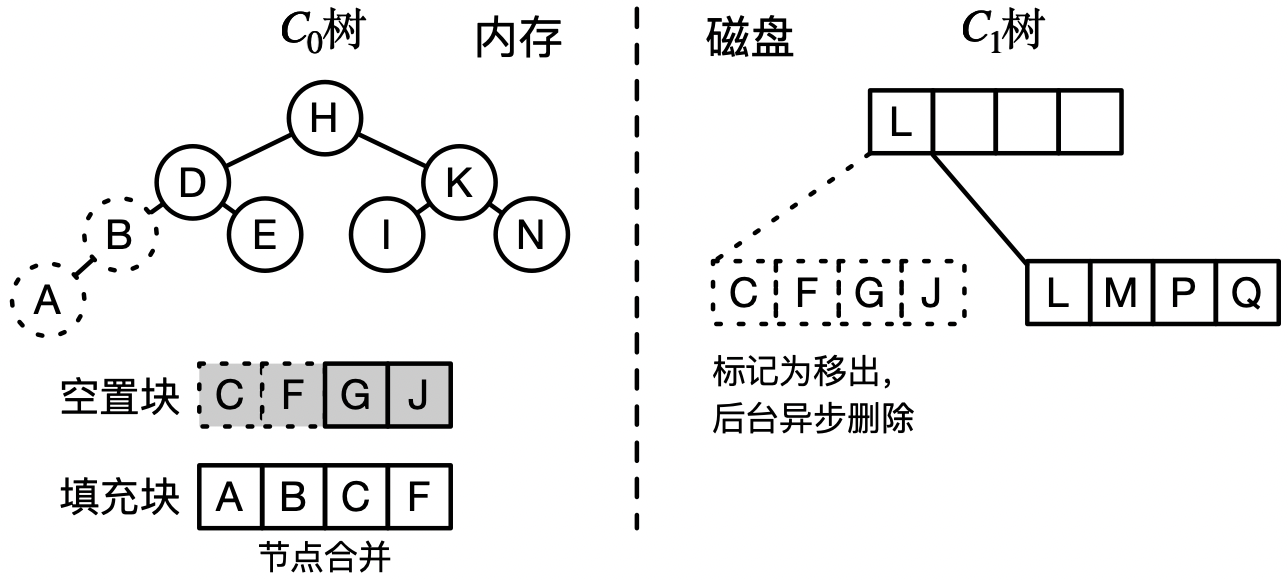 C₀树
内存
H
D
K
B
E
I
N
A
空置块
C F G J
填充块
A B C F
节点合并
磁盘
C₁树
L
C F G J
L M P Q
标记为移出，
后台异步删除